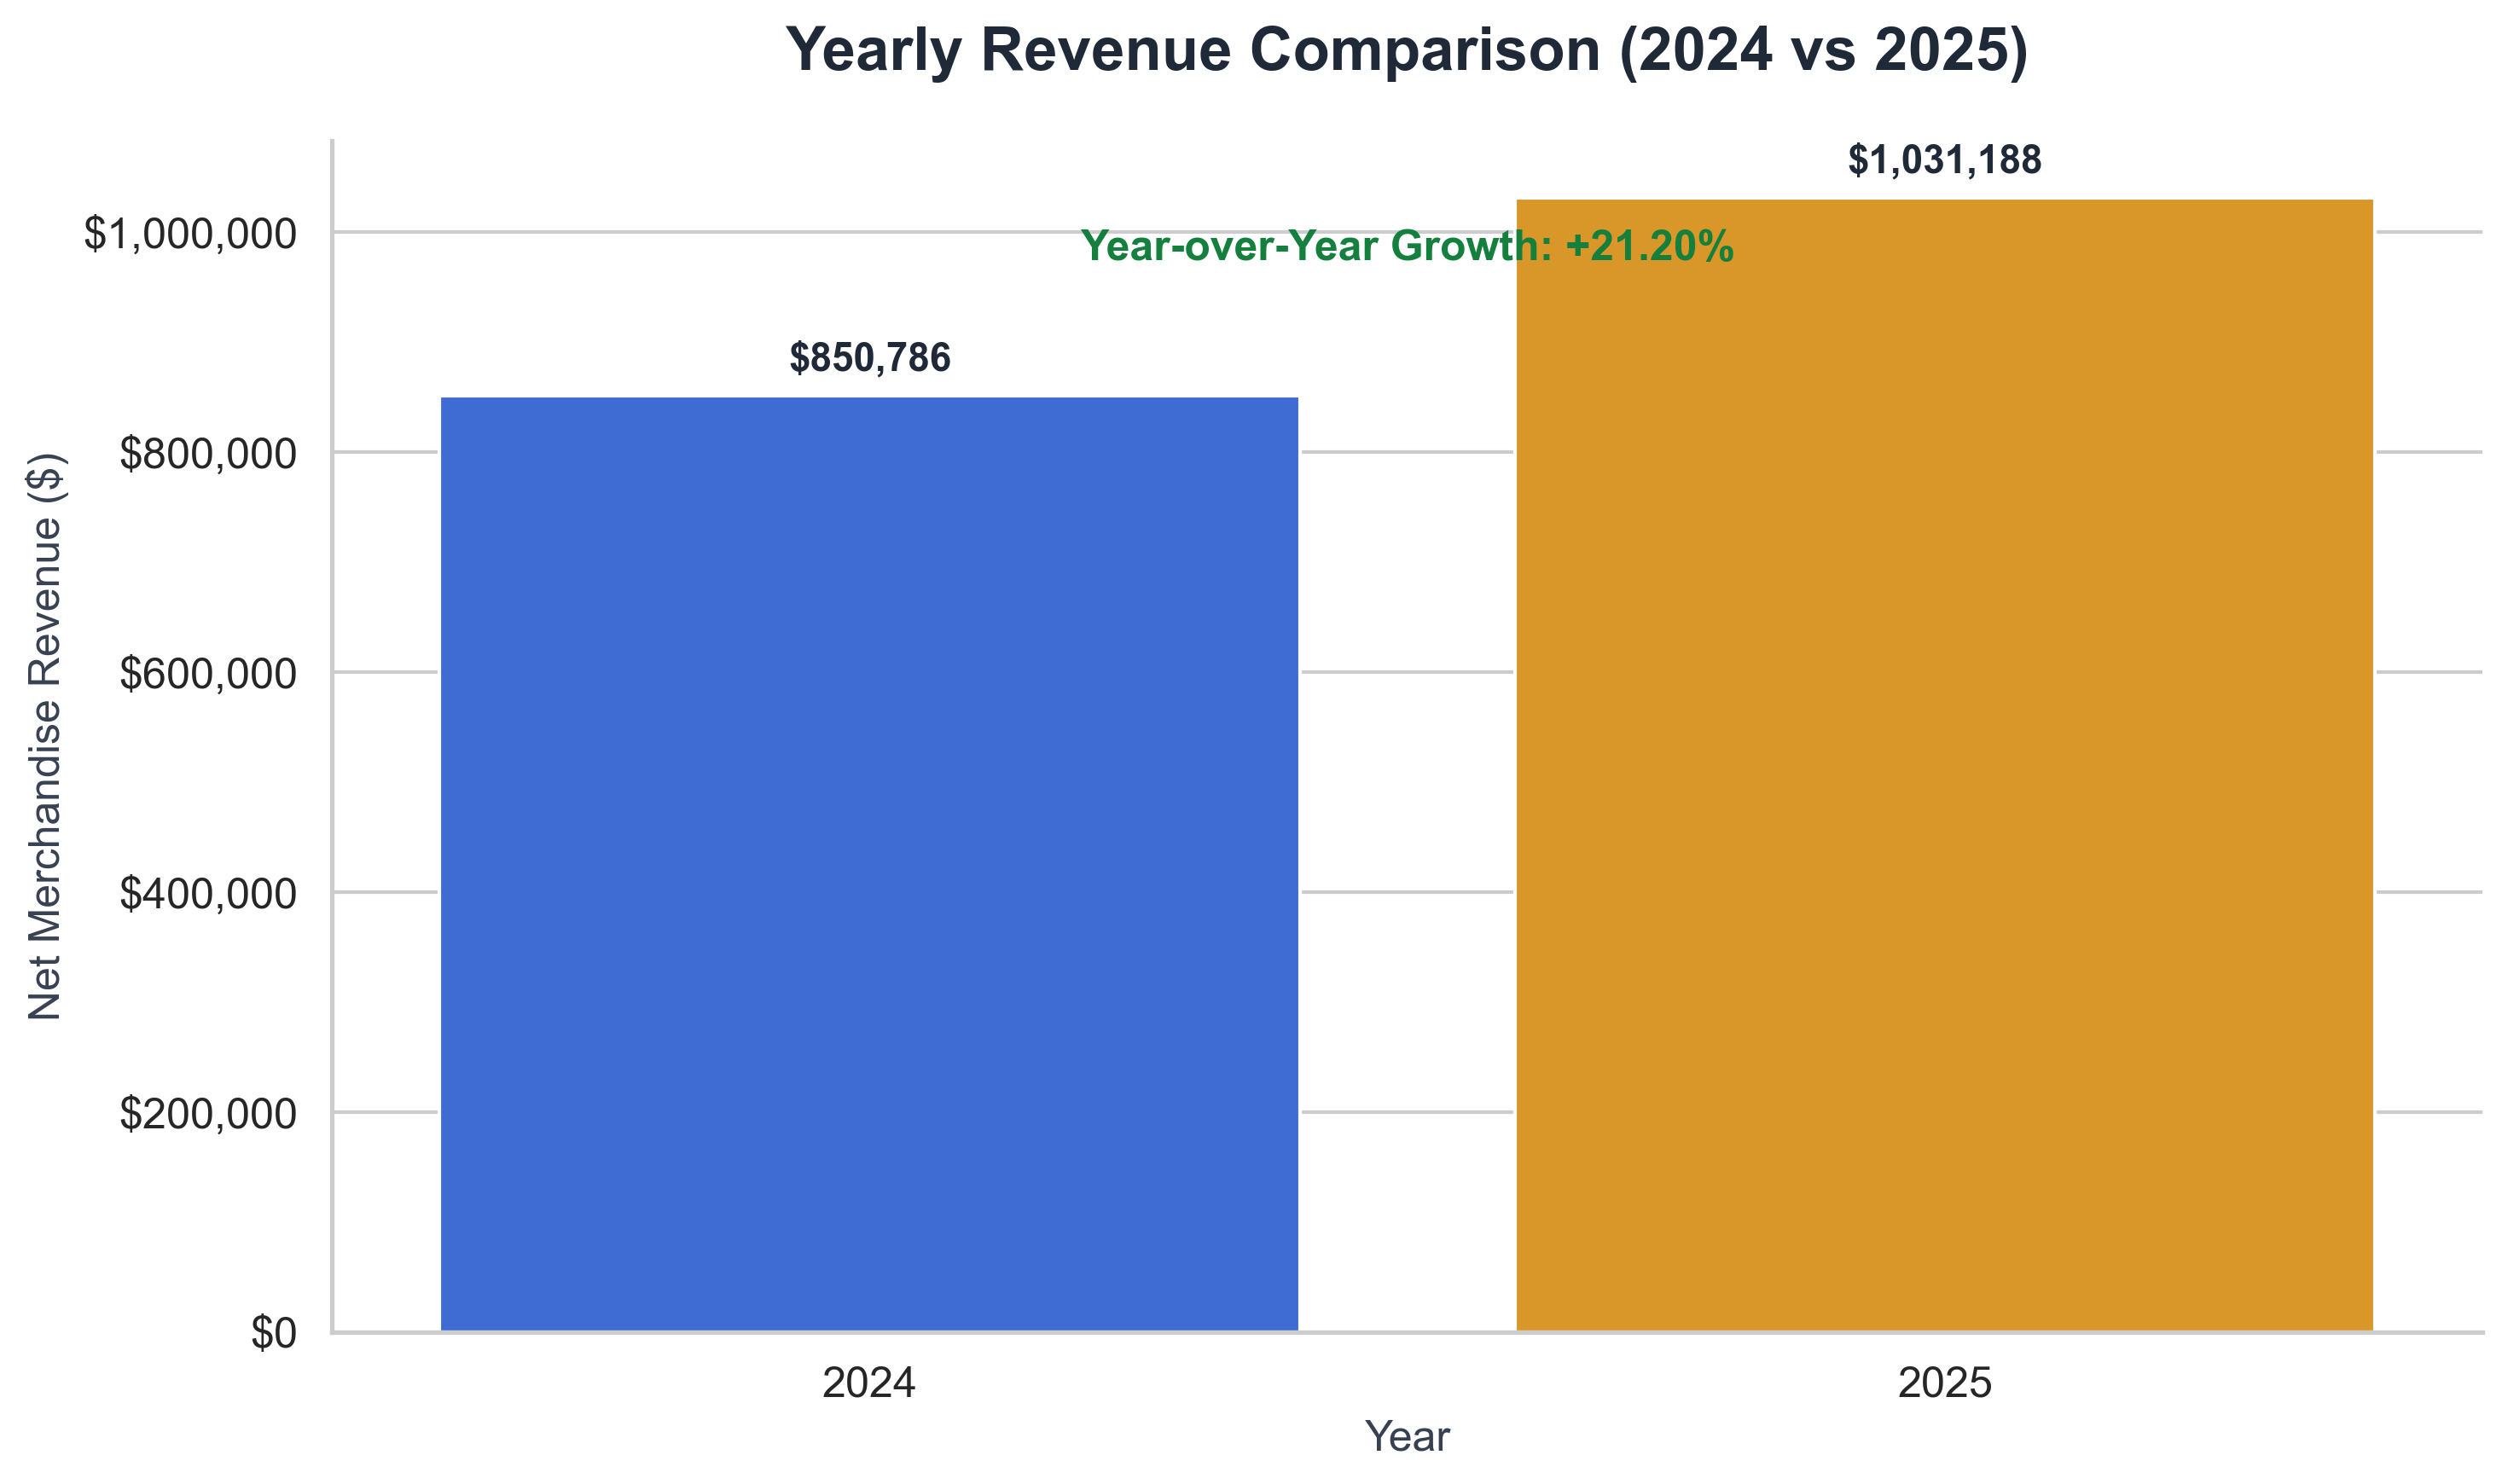 Yearly Revenue Comparison (2024 vs 2025)
$1,031,188
$1,000,000
Year-over-Year Growth: +21.20%
$850,786
$800,000
$600,000
$400,000
$200,000
$0
Net Merchandise Revenue ($)
2024
2025
Year